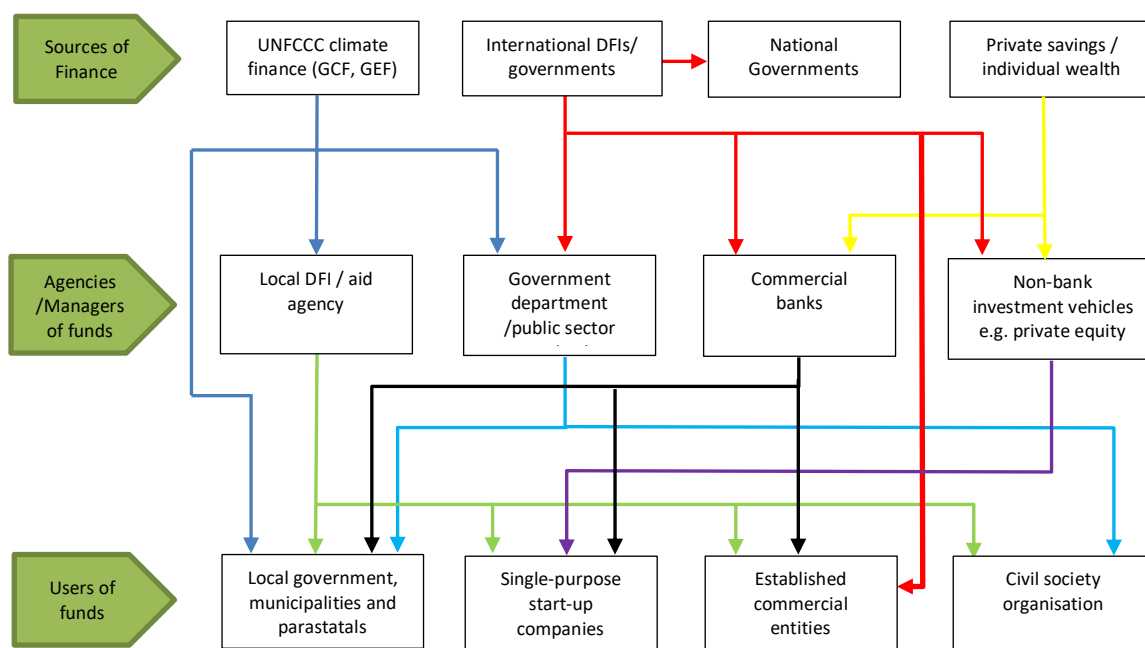 Sources of
Finance
UNFCCC climate
finance (GCF, GEF)
International DFIs/
governments
National
Governments
Private savings /
individual wealth
Agencies
/Managers
of funds
Local DFI / aid
agency
Government
department
/public sector
Commercial
banks
Non-bank
investment vehicles
e.g. private equity
Users of
funds
Local government,
municipalities and
parastatals
Single-purpose
start-up
companies
Established
commercial
entities
Civil society
organisation